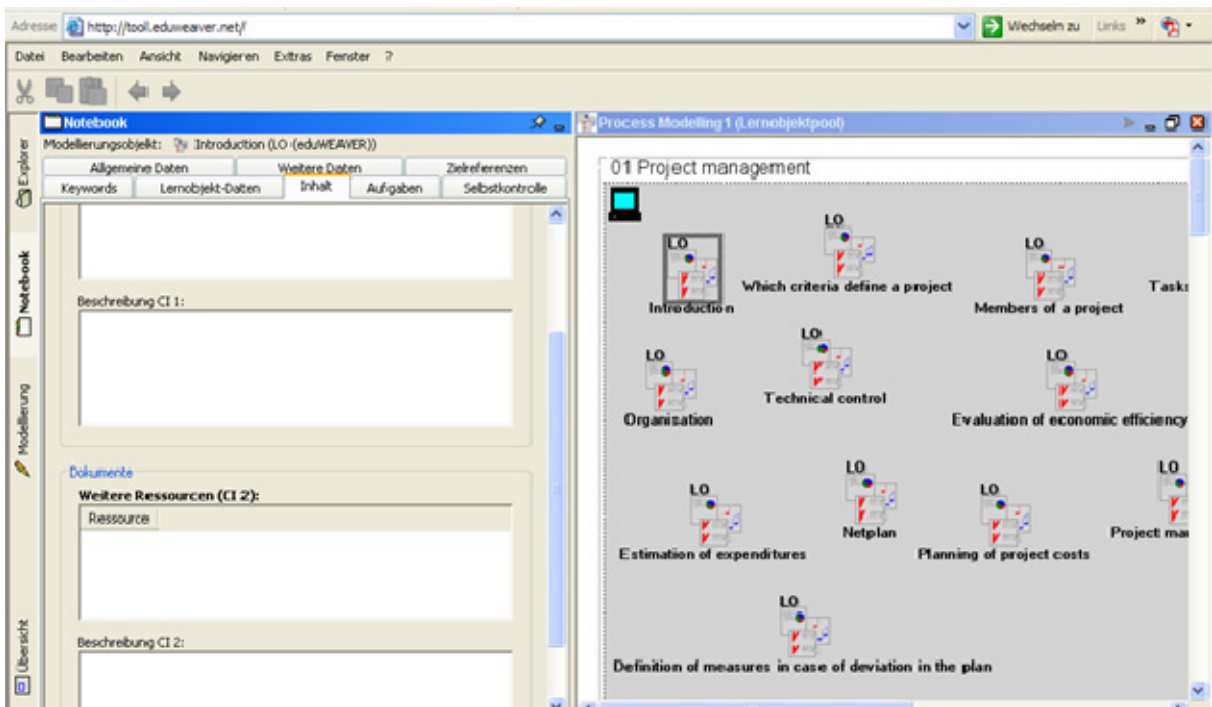 Adresse http://tool.eduweaver.net/ Wechseln zu Links »
Datei Bearbeiten Ansicht Navigieren Extras Fenster ?
Notebook
Modellierungsobjekt: Introduction (LO (eduWEAVER))
Allgemeine Daten Weitere Daten Zielreferenzen
Keywords Lernobjekt-Daten Inhalt Aufgaben Selbstkontrolle
Beschreibung CI 1:
Dokumente
Weitere Ressourcen (CI 2):
Ressource
Beschreibung CI 2:
Explorer
Notebook
Modellierung
Übersicht
Process Modelling 1 (Lernobjektpool)
01 Project management
LO
Introduction
LO
Which criteria define a project
LO
Members of a project
Tasks
LO
Organisation
LO
Technical control
LO
Evaluation of economic efficiency
LO
Estimation of expenditures
LO
Netplan
LO
Planning of project costs
LO
Project mar
LO
Definition of measures in case of deviation in the plan